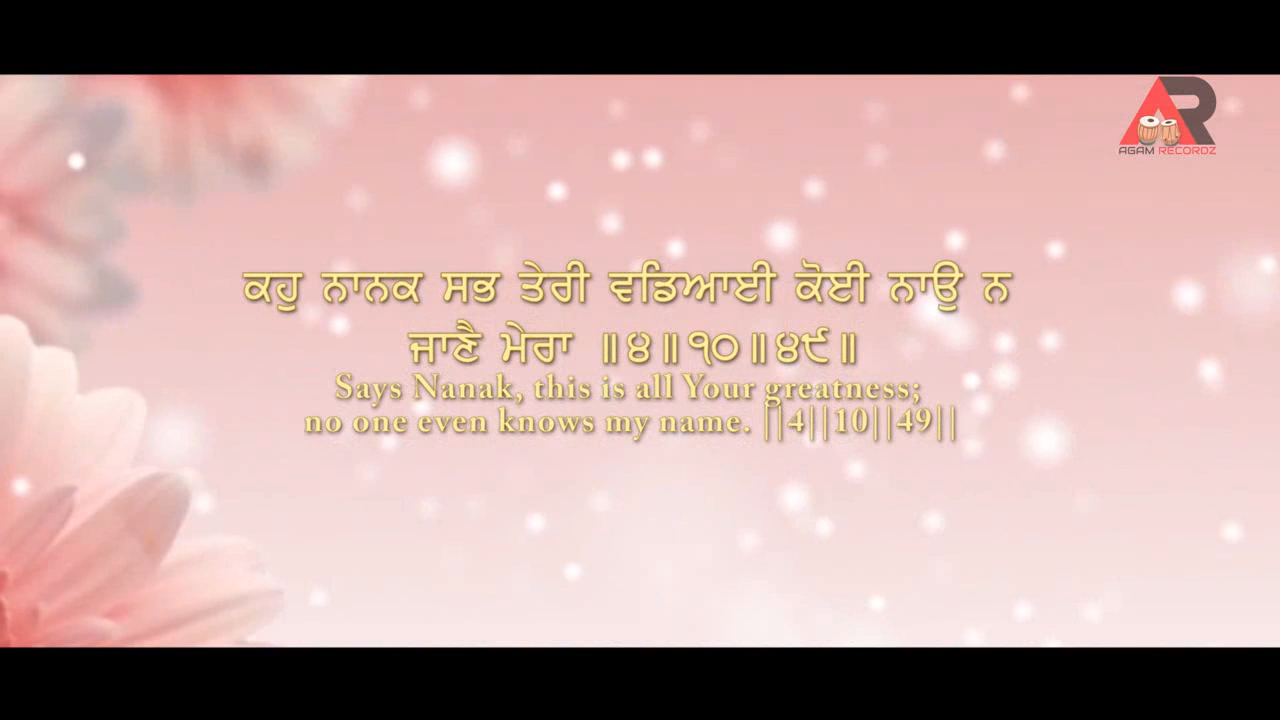 AGAM RECORDZ
ਕਹੁ ਨਾਨਕ ਸਭ ਤੇਰੀ ਵਡਿਆਈ ਕੋਈ ਨਾਉ ਨ
ਜਾਣੈ ਮੇਰਾ ॥੪॥੧੦॥੪੯॥
Says Nanak, this is all Your greatness;
no one even knows my name. ||4||10||49||